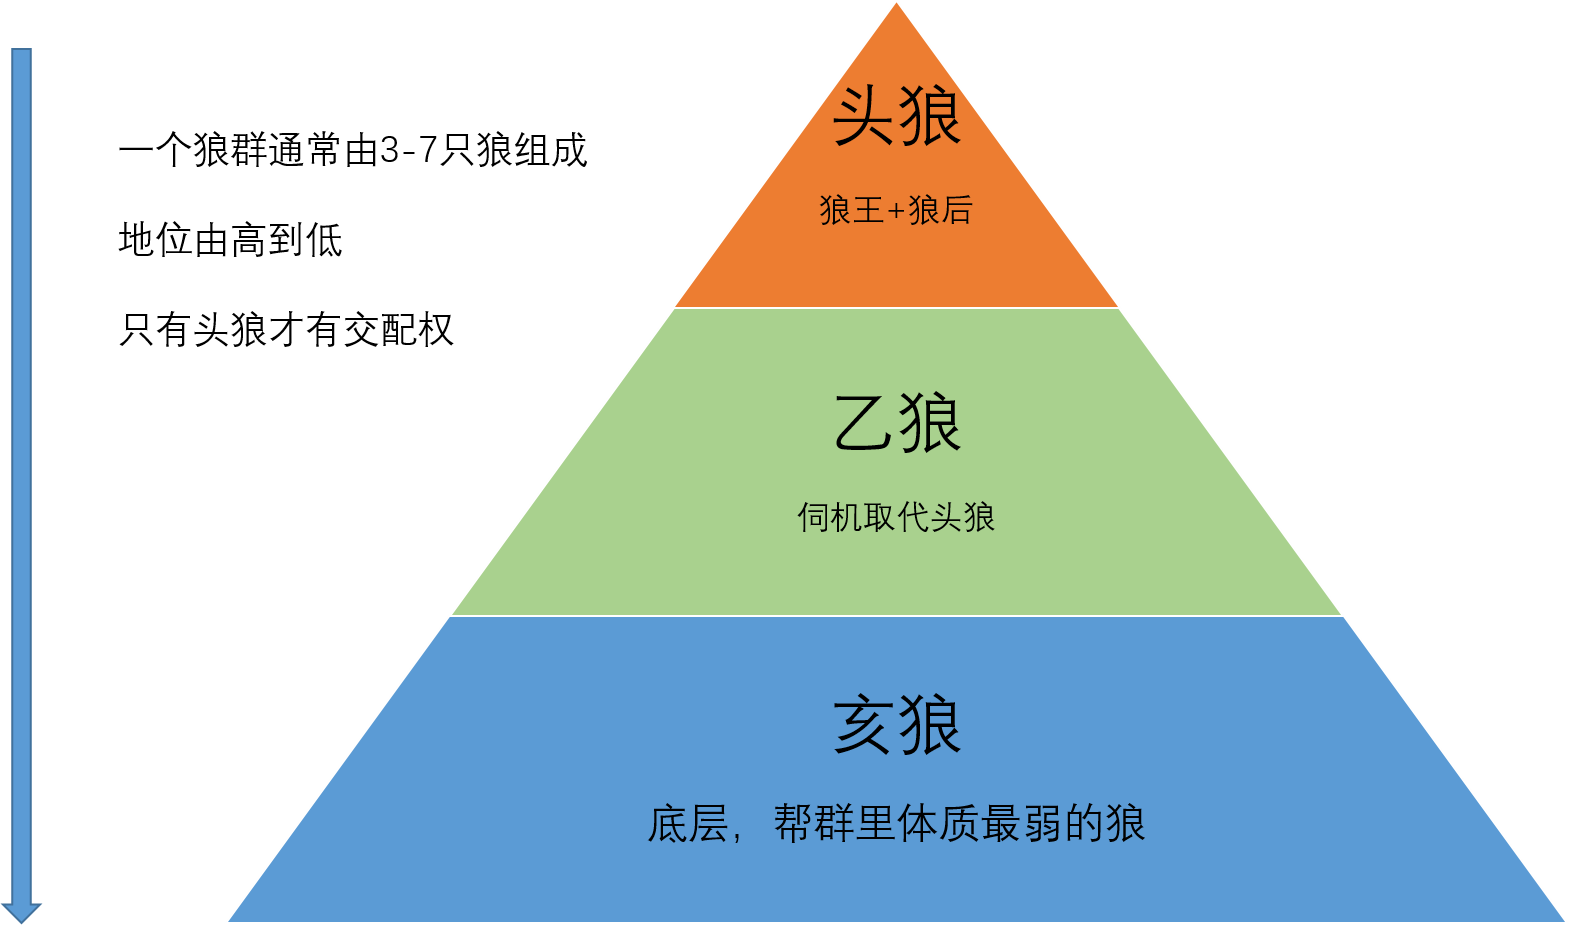 一个狼群通常由3-7只狼组成
地位由高到低
只有头狼才有交配权
头狼
狼王+狼后
乙狼
伺机取代头狼
亥狼
底层，帮群里体质最弱的狼